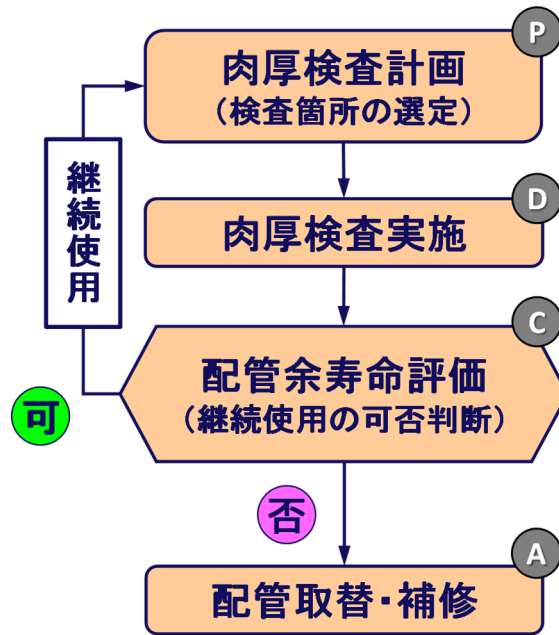 P
肉厚検査計画
（検査箇所の選定）
D
肉厚検査実施
継続使用
C
配管余寿命評価
（継続使用の可否判断）
可
否
A
配管取替・補修